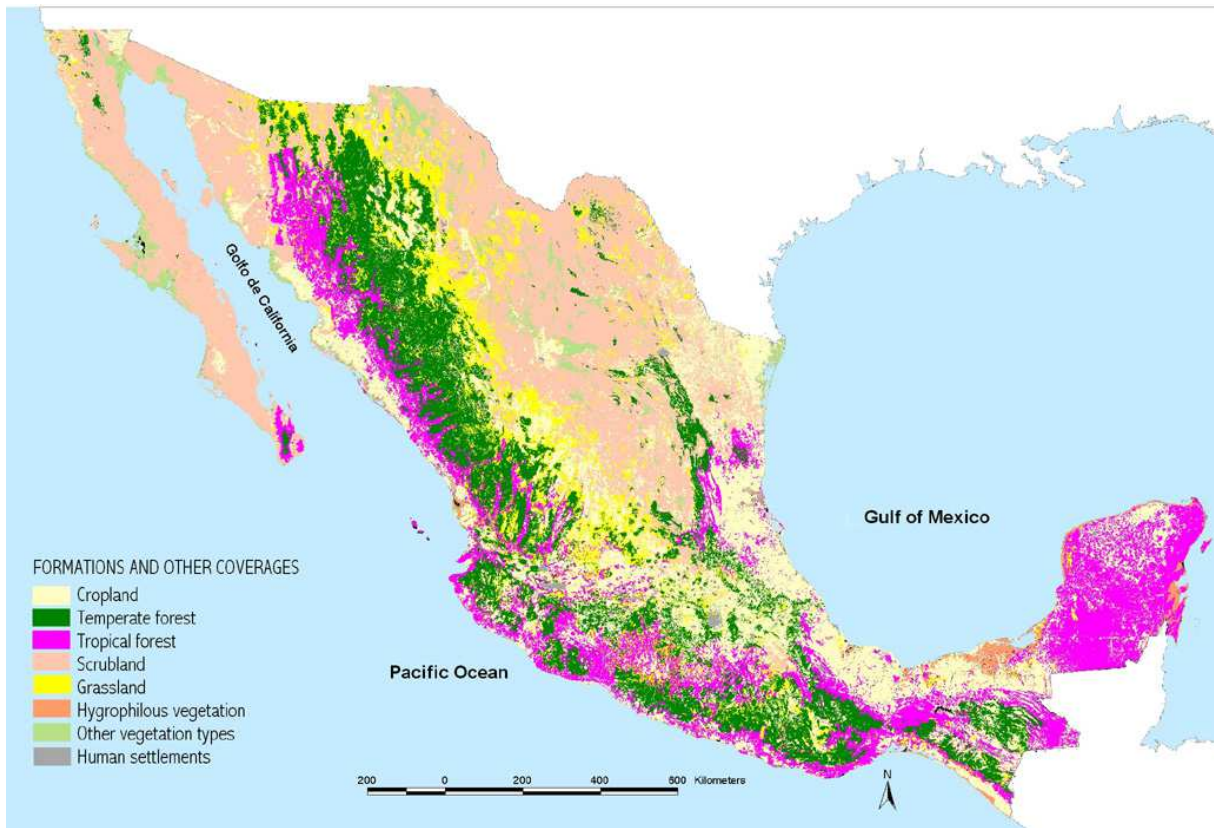 Golfo de California
Gulf of Mexico
Pacific Ocean
FORMATIONS AND OTHER COVERAGES
Cropland
Temperate forest
Tropical forest
Scrubland
Grassland
Hygrophilous vegetation
Other vegetation types
Human settlements
200 0 200 400 600 Kilometers
N